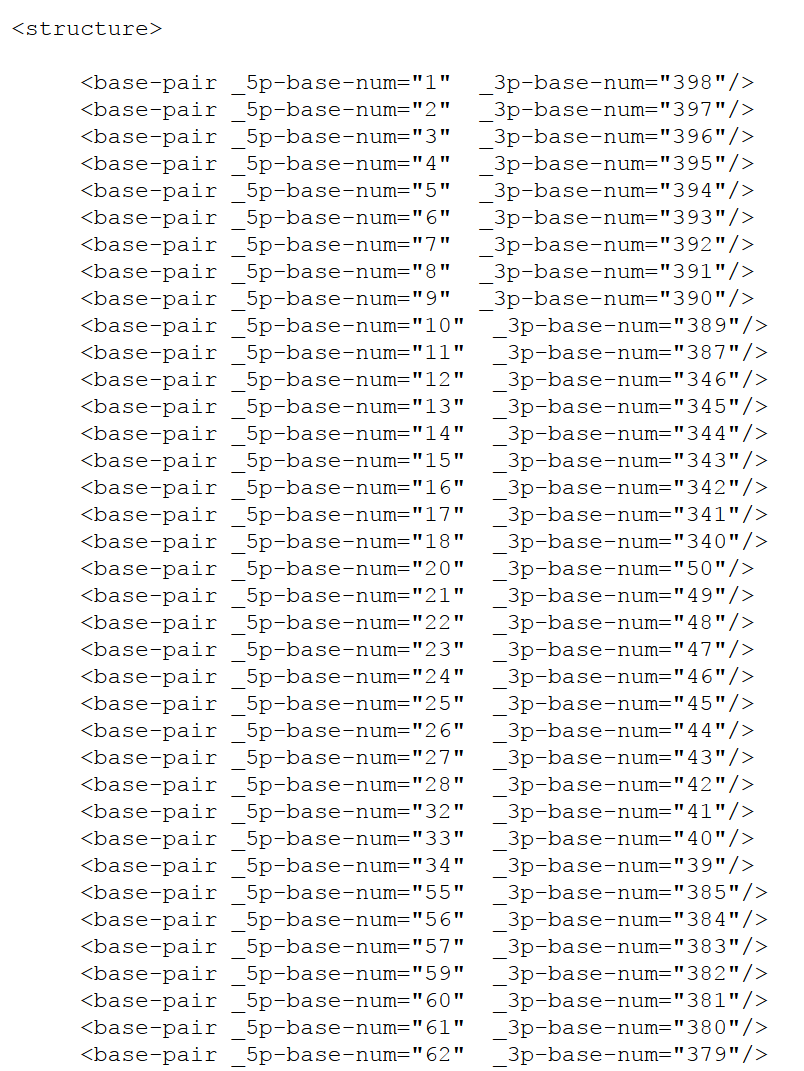 <structure>
<base-pair _5p-base-num="1" _3p-base-num="398"/>
<base-pair _5p-base-num="2" _3p-base-num="397"/>
<base-pair _5p-base-num="3" _3p-base-num="396"/>
<base-pair _5p-base-num="4" _3p-base-num="395"/>
<base-pair _5p-base-num="5" _3p-base-num="394"/>
<base-pair _5p-base-num="6" _3p-base-num="393"/>
<base-pair _5p-base-num="7" _3p-base-num="392"/>
<base-pair _5p-base-num="8" _3p-base-num="391"/>
<base-pair _5p-base-num="9" _3p-base-num="390"/>
<base-pair _5p-base-num="10" _3p-base-num="389"/>
<base-pair _5p-base-num="11" _3p-base-num="387"/>
<base-pair _5p-base-num="12" _3p-base-num="346"/>
<base-pair _5p-base-num="13" _3p-base-num="345"/>
<base-pair _5p-base-num="14" _3p-base-num="344"/>
<base-pair _5p-base-num="15" _3p-base-num="343"/>
<base-pair _5p-base-num="16" _3p-base-num="342"/>
<base-pair _5p-base-num="17" _3p-base-num="341"/>
<base-pair _5p-base-num="18" _3p-base-num="340"/>
<base-pair _5p-base-num="20" _3p-base-num="50"/>
<base-pair _5p-base-num="21" _3p-base-num="49"/>
<base-pair _5p-base-num="22" _3p-base-num="48"/>
<base-pair _5p-base-num="23" _3p-base-num="47"/>
<base-pair _5p-base-num="24" _3p-base-num="46"/>
<base-pair _5p-base-num="25" _3p-base-num="45"/>
<base-pair _5p-base-num="26" _3p-base-num="44"/>
<base-pair _5p-base-num="27" _3p-base-num="43"/>
<base-pair _5p-base-num="28" _3p-base-num="42"/>
<base-pair _5p-base-num="32" _3p-base-num="41"/>
<base-pair _5p-base-num="33" _3p-base-num="40"/>
<base-pair _5p-base-num="34" _3p-base-num="39"/>
<base-pair _5p-base-num="55" _3p-base-num="385"/>
<base-pair _5p-base-num="56" _3p-base-num="384"/>
<base-pair _5p-base-num="57" _3p-base-num="383"/>
<base-pair _5p-base-num="59" _3p-base-num="382"/>
<base-pair _5p-base-num="60" _3p-base-num="381"/>
<base-pair _5p-base-num="61" _3p-base-num="380"/>
<base-pair _5p-base-num="62" _3p-base-num="379"/>